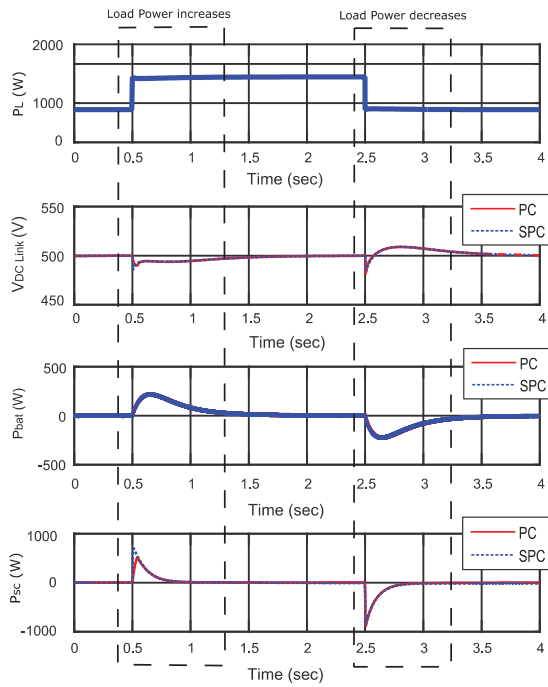 Load Power increases
Load Power decreases
2000
1000
0
PL (W)
0 0.5 1 1.5 2 2.5 3 3.5 4
Time (sec)
550
500
450
VDC Link (V)
PC
SPC
0 0.5 1 1.5 2 2.5 3 3.5 4
Time (sec)
500
0
-500
Pbat (W)
PC
SPC
0 0.5 1 1.5 2 2.5 3 3.5 4
Time (sec)
1000
0
-1000
Psc (W)
PC
SPC
0 0.5 1 1.5 2 2.5 3 3.5 4
Time (sec)